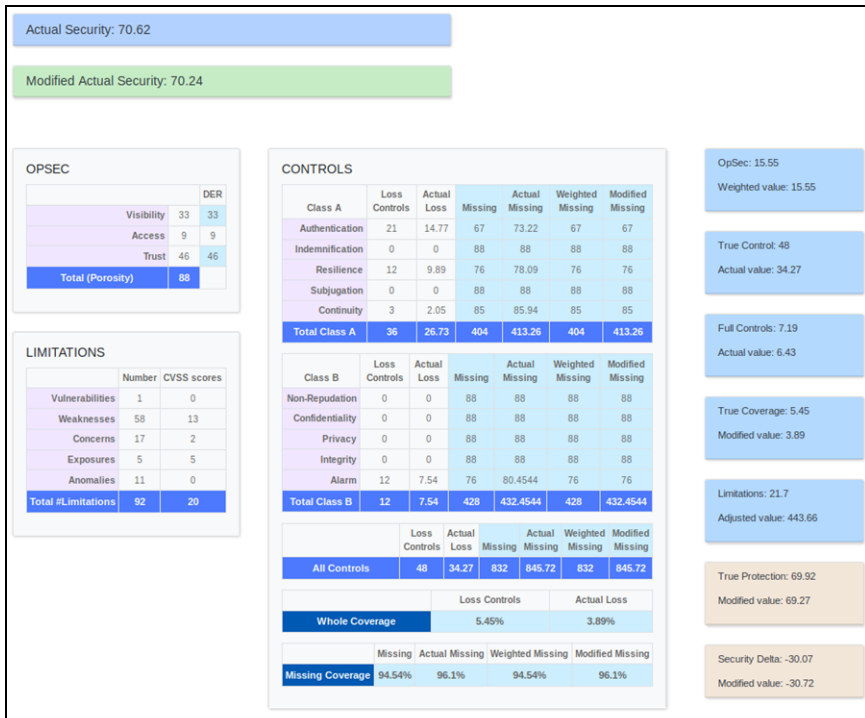 Actual Security: 70.62
Modified Actual Security: 70.24
OPSEC
DER
Visibility 33 33
Access 9 9
Trust 46 46
Total (Porosity) 88
LIMITATIONS
Number CVSS scores
Vulnerabilities 1 0
Weaknesses 58 13
Concerns 17 2
Exposures 5 5
Anomalies 11 0
Total #Limitations 92 20
CONTROLS
Class A Loss Controls Actual Loss Missing Actual Missing Weighted Missing Modified Missing
Authentication 21 14.77 67 73.22 67 67
Indemnification 0 0 88 88 88 88
Resilience 12 9.89 76 78.09 76 76
Subjugation 0 0 88 88 88 88
Continuity 3 2.05 85 85.94 85 85
Total Class A 36 26.73 404 413.26 404 413.26
Class B Loss Controls Actual Loss Missing Actual Missing Weighted Missing Modified Missing
Non-Repudation 0 0 88 88 88 88
Confidentiality 0 0 88 88 88 88
Privacy 0 0 88 88 88 88
Integrity 0 0 88 88 88 88
Alarm 12 7.54 76 80.4544 76 76
Total Class B 12 7.54 428 432.4544 428 432.4544
Loss Controls Actual Loss Missing Actual Missing Weighted Missing Modified Missing
All Controls 48 34.27 832 845.72 832 845.72
Loss Controls Actual Loss
Whole Coverage 5.45% 3.89%
Missing Actual Missing Weighted Missing Modified Missing
Missing Coverage 94.54% 96.1% 94.54% 96.1%
OpSec: 15.55
Weighted value: 15.55
True Control: 48
Actual value: 34.27
Full Controls: 7.19
Actual value: 6.43
True Coverage: 5.45
Modified value: 3.89
Limitations: 21.7
Adjusted value: 443.66
True Protection: 69.92
Modified value: 69.27
Security Delta: -30.07
Modified value: -30.72